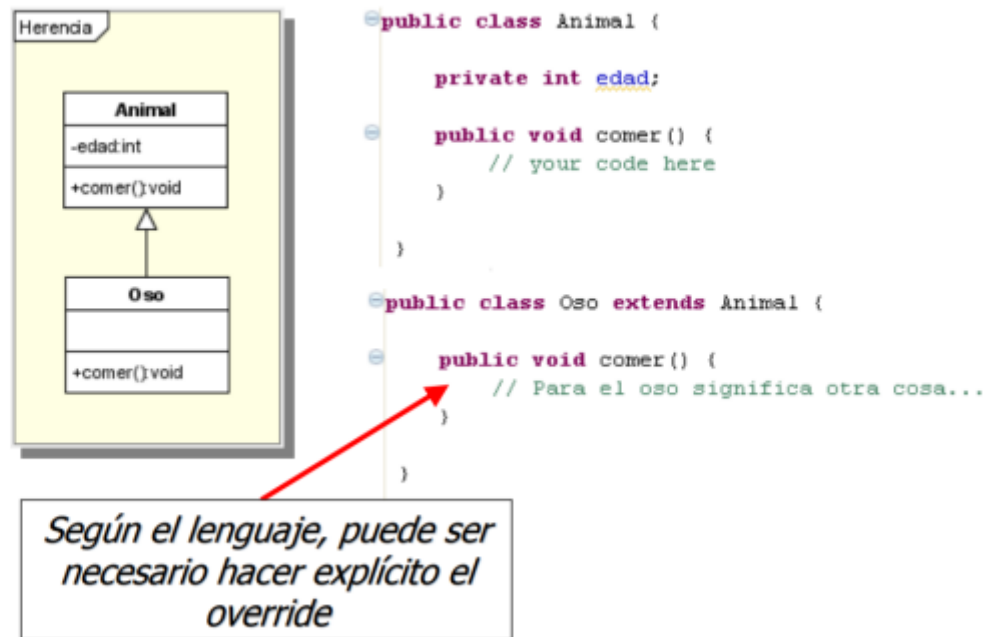 Herencia
Animal
-edad:int
+comer():void
Oso
+comer():void
public class Animal {
private int edad;
public void comer() {
// your code here
}
}
public class Oso extends Animal {
public void comer() {
// Para el oso significa otra cosa...
}
}
Según el lenguaje, puede ser
necesario hacer explícito el
override